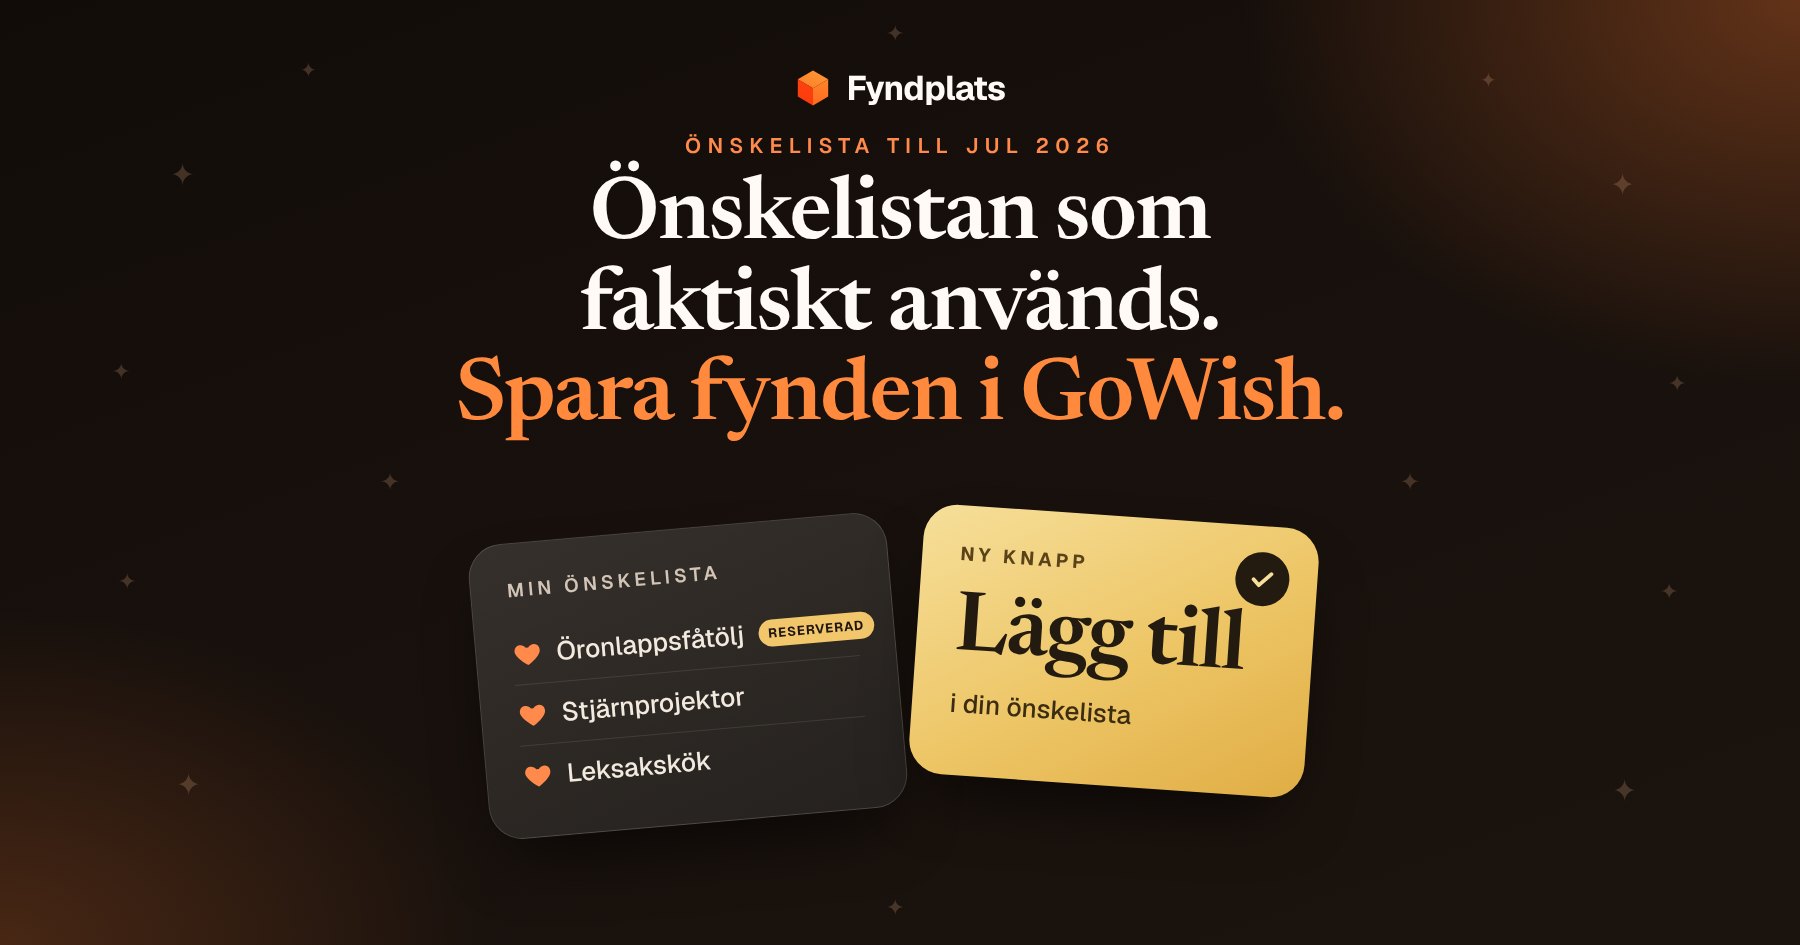 Fyndplats
ÖNSKELISTA TILL JUL 2026
Önskelistan som
faktiskt används.
Spara fynden i GoWish.
MIN ÖNSKELISTA
Öronlappsfåtölj RESERVERAD
Stjärnprojektor
Leksakskök
NY KNAPP
Lägg till
i din önskelista